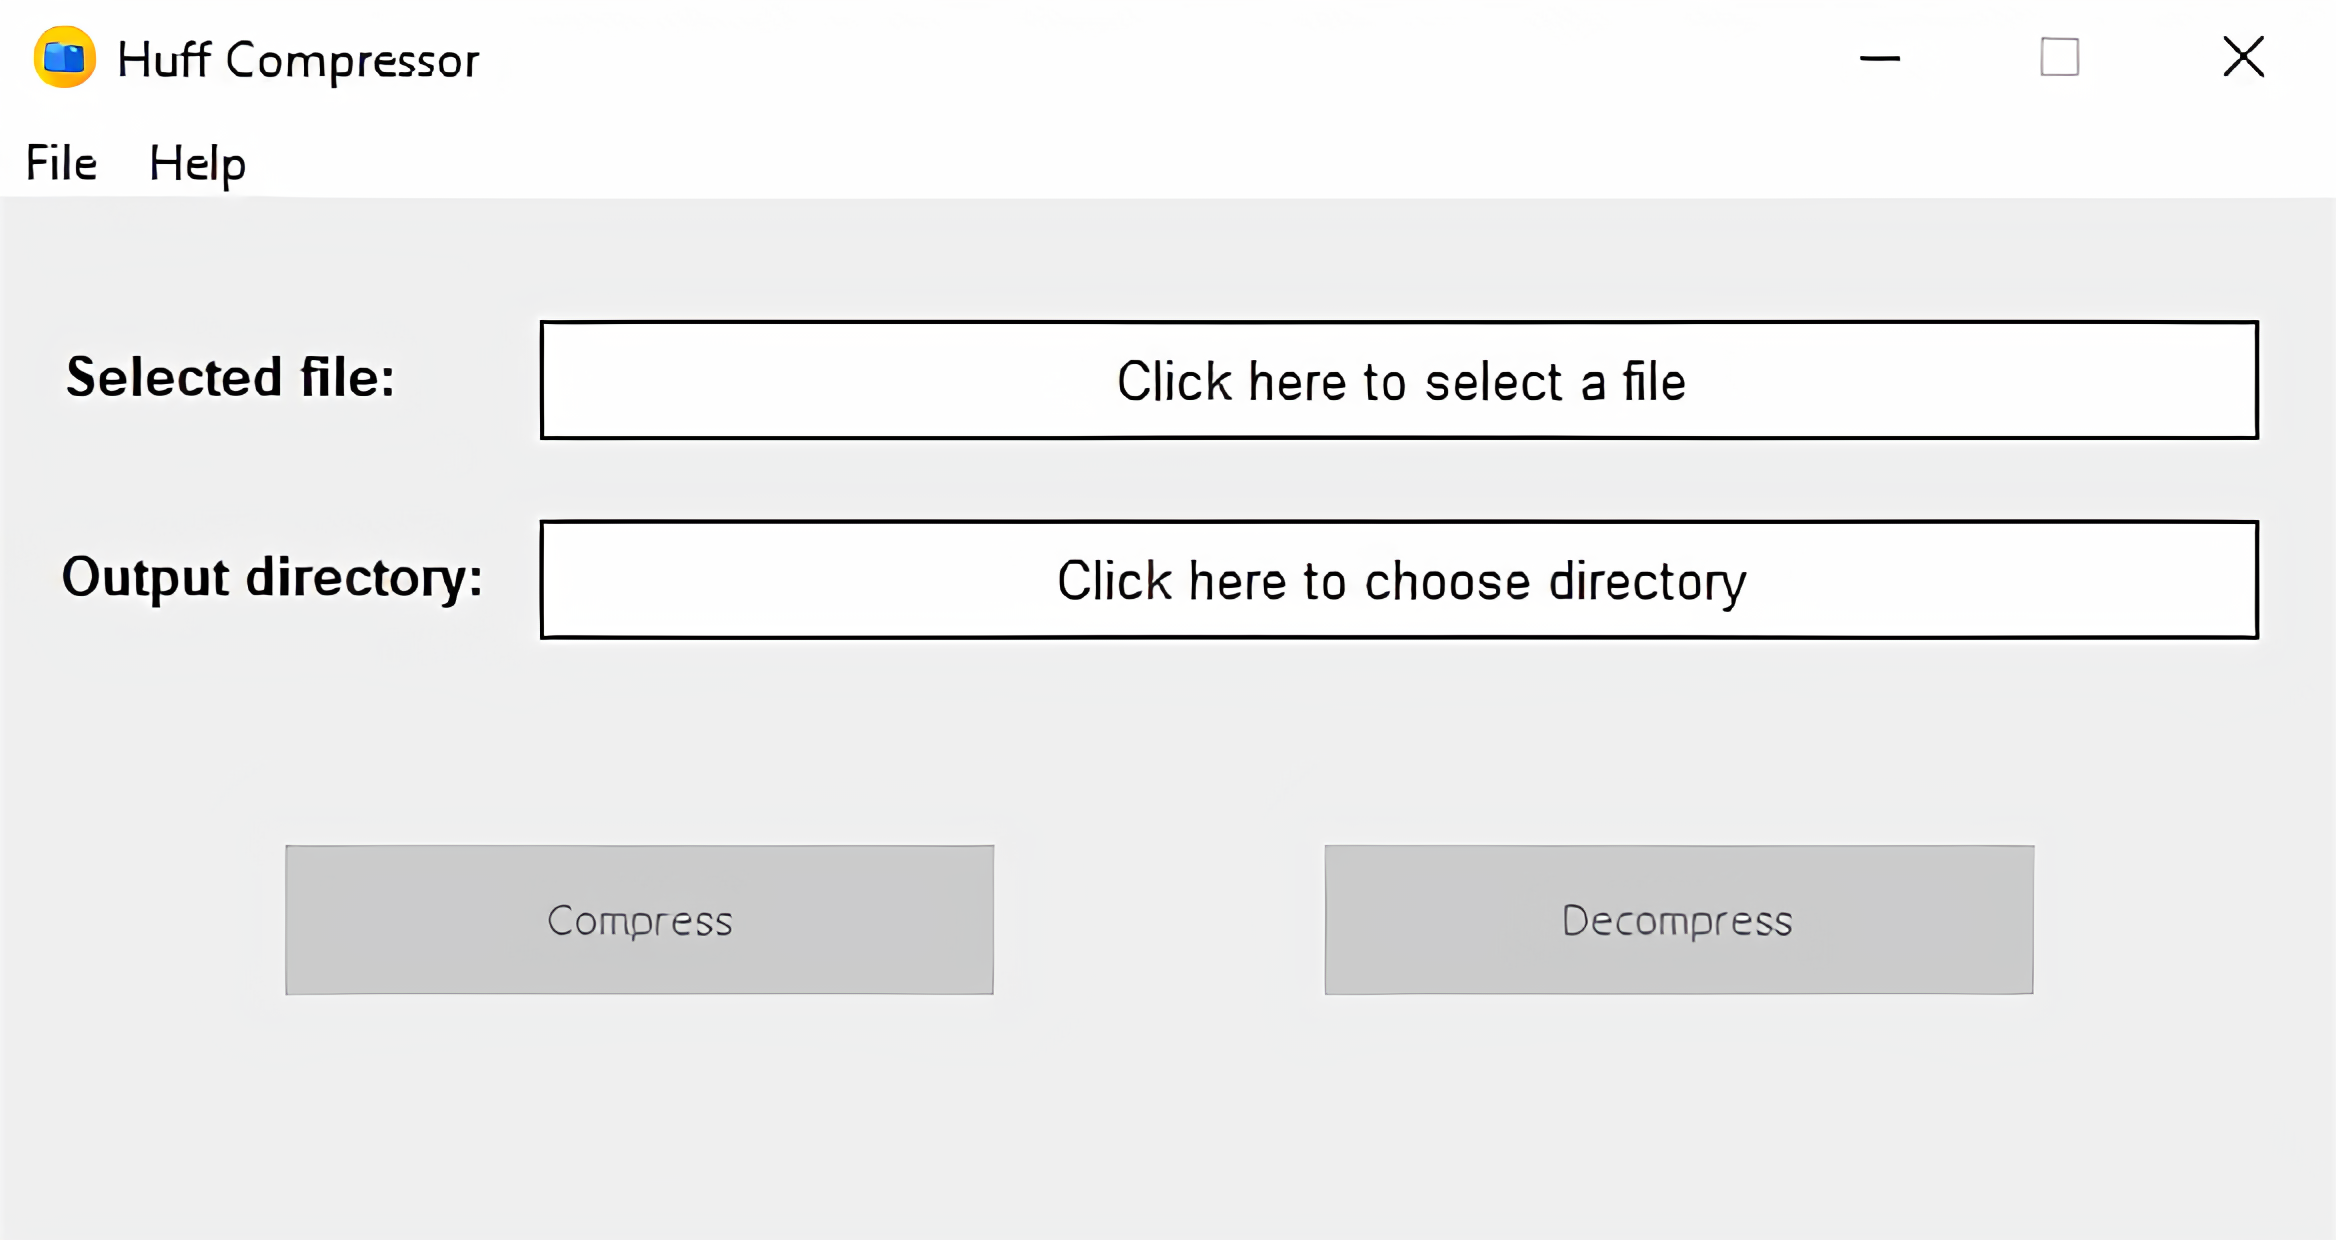 Huff Compressor
File Help
Selected file: Click here to select a file
Output directory: Click here to choose directory
Compress Decompress